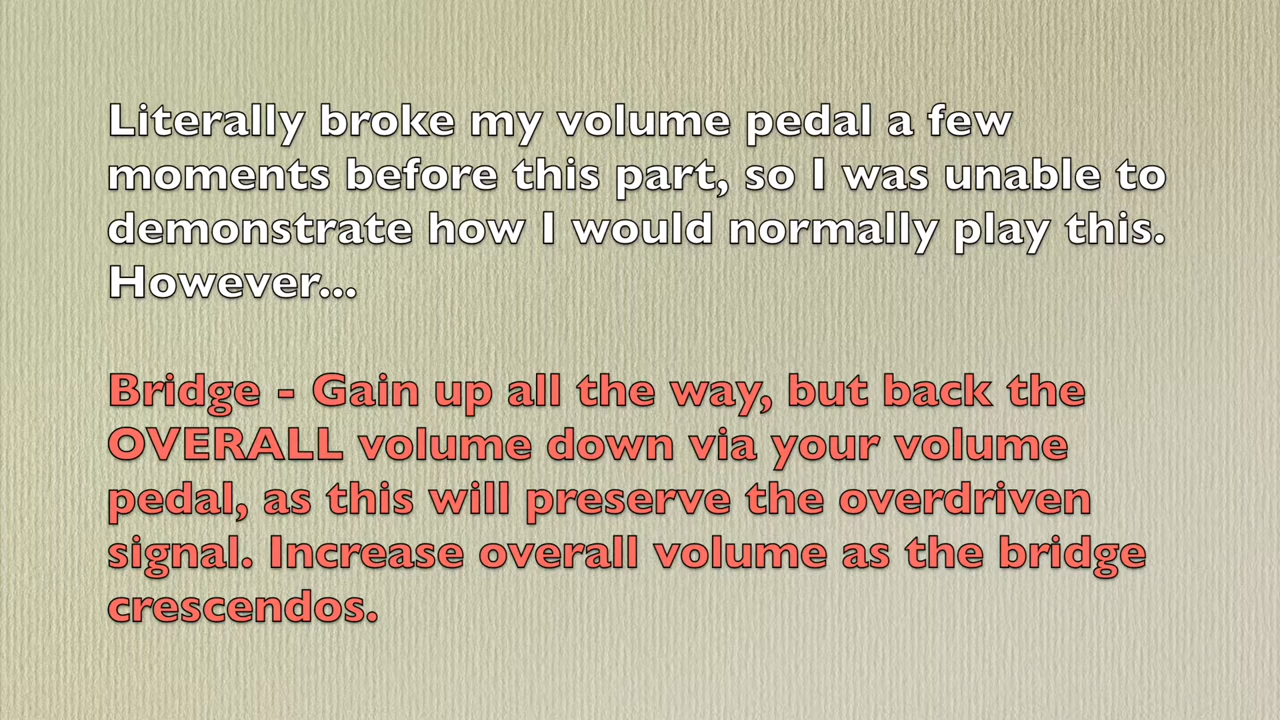 Literally broke my volume pedal a few
moments before this part, so I was unable to
demonstrate how I would normally play this.
However...
Bridge - Gain up all the way, but back the
OVERALL volume down via your volume
pedal, as this will preserve the overdriven
signal. Increase overall volume as the bridge
crescendos.